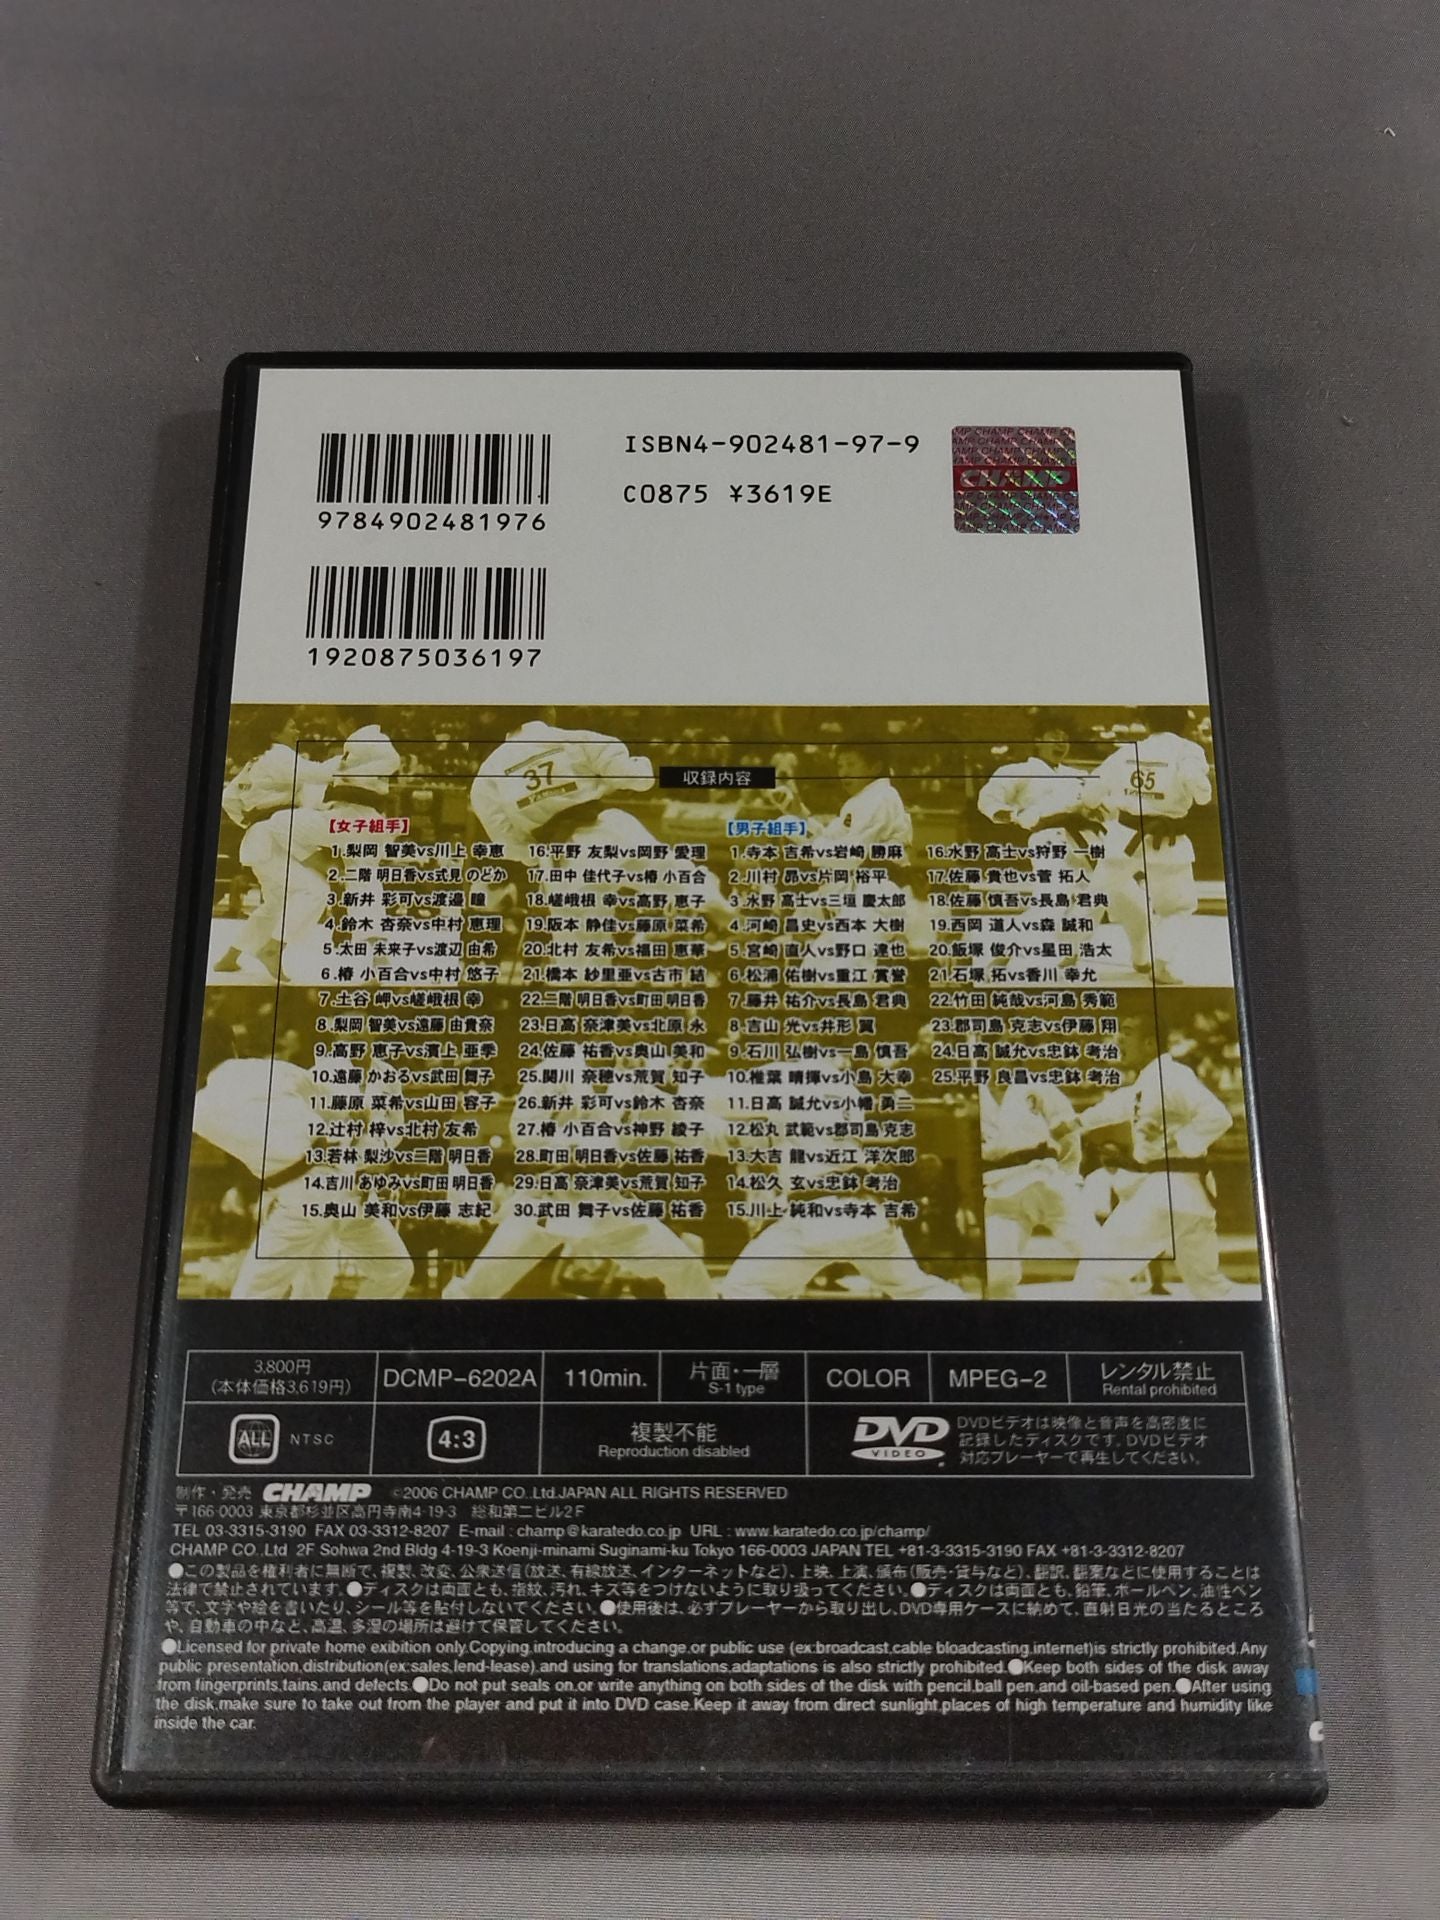 ISBN4-902481-97-9
C0875 ¥3619E
9784902481976
1920875036197
CHAMP
収録内容
【女子組手】
1.梨岡 智美vs川上 幸恵
2.二階 明日香vs式見 のどか
3.新井 彩可vs渡邉 瞳
4.鈴木 杏奈vs中村 恵理
5.太田 未来子vs渡辺 由希
6.椿 小百合vs中村 悠子
7.土谷 岬vs嵯峨根 幸
8.梨岡 智美vs遠藤 由貴奈
9.高野 恵子vs濱上 亜季
10.遠藤 かおるvs武田 舞子
11.藤原 菜希vs山田 容子
12.辻村 梓vs北村 友希
13.若林 梨沙vs二階 明日香
14.吉川 あゆみvs町田 明日香
15.奥山 美和vs伊藤 志紀
16.平野 友梨vs岡野 愛理
17.田中 佳代子vs椿 小百合
18.嵯峨根 幸vs高野 恵子
19.阪本 静佳vs藤原 菜希
20.北村 友希vs福田 恵華
21.橋本 紗里亜vs古市 結
22.二階 明日香vs町田 明日香
23.日高 奈津美vs北原 永
24.佐藤 祐香vs奥山 美和
25.関川 奈穂vs荒賀 知子
26.新井 彩可vs鈴木 杏奈
27.椿 小百合vs神野 綾子
28.町田 明日香vs佐藤 祐香
29.日高 奈津美vs荒賀 知子
30.武田 舞子vs佐藤 祐香
【男子組手】
1.寺本 吉希vs岩崎 勝麻
2.川村 昴vs片岡 裕平
3.水野 高士vs三垣 慶太郎
4.河崎 昌史vs西本 大樹
5.宮崎 直人vs野口 達也
6.松浦 佑樹vs重江 貫誉
7.藤井 祐介vs長島 君典
8.吉山 光vs井形 翼
9.石川 弘樹vs一島 慎吾
10.椎葉 晴揮vs小島 大幸
11.日高 誠允vs小幡 勇二
12.松丸 武範vs郡司島 克志
13.大吉 龍vs近江 洋次郎
14.松久 玄vs忠鉢 考治
15.川上 純和vs寺本 吉希
16.水野 高士vs狩野 一樹
17.佐藤 貴也vs菅 拓人
18.佐藤 慎吾vs長島 君典
19.西岡 道人vs森 誠和
20.飯塚 俊介vs星田 浩太
21.石塚 拓vs香川 幸允
22.竹田 純哉vs河島 秀範
23.郡司島 克志vs伊藤 翔
24.日高 誠允vs忠鉢 考治
25.平野 良昌vs忠鉢 考治
37
65
3,800円
(本体価格3,619円)
DCMP-6202A
110min.
片面・一層
S-1 type
COLOR
MPEG-2
レンタル禁止
Rental prohibited
ALL NTSC
4:3
複製不能
Reproduction disabled
DVD VIDEO
DVDビデオは映像と音声を高密度に
記録したディスクです。DVDビデオ
対応プレーヤーで再生してください。
制作・発売 CHAMP ©2006 CHAMP CO.,Ltd.JAPAN ALL RIGHTS RESERVED
〒166-0003 東京都杉並区高円寺南4-19-3 総和第二ビル2F
TEL 03-3315-3190 FAX 03-3312-8207 E-mail : champ@karatedo.co.jp URL : www.karatedo.co.jp/champ/
CHAMP CO.,Ltd 2F Sohwa 2nd Bldg 4-19-3 Koenji-minami Suginami-ku Tokyo 166-0003 JAPAN TEL +81-3-3315-3190 FAX +81-3-3312-8207
●この製品を権利者に無断で、複製、改変、公衆送信(放送、有線放送、インターネットなど)、上映、上演、頒布(販売・貸与など)、翻訳、翻案などに使用することは
法律で禁止されています。●ディスクは両面とも、指紋、汚れ、キズ等をつけないように取り扱ってください。●ディスクは両面とも、鉛筆、ボールペン、油性ペン
等で、文字や絵を書いたり、シール等を貼付しないでください。●使用後は、必ずプレーヤーから取り出し、DVD専用ケースに納めて、直射日光の当たるところ
や、自動車の中など、高温、多湿の場所は避けて保管してください。
●Licensed for private home exibition only.Copying,introducing a change,or public use (ex:broadcast,cable bloadcasting,internet)is strictly prohibited.Any
public presentation,distribution(ex:sales,lend-lease).and using for translations,adaptations is also strictly prohibited.●Keep both sides of the disk away
from fingerprints,tains,and defects.●Do not put seals on,or write anything on both sides of the disk with pencil,ball pen,and oil-based pen.●After using
the disk,make sure to take out from the player and put it into DVD case.Keep it away from direct sunlight,places of high temperature and humidity like
inside the car.